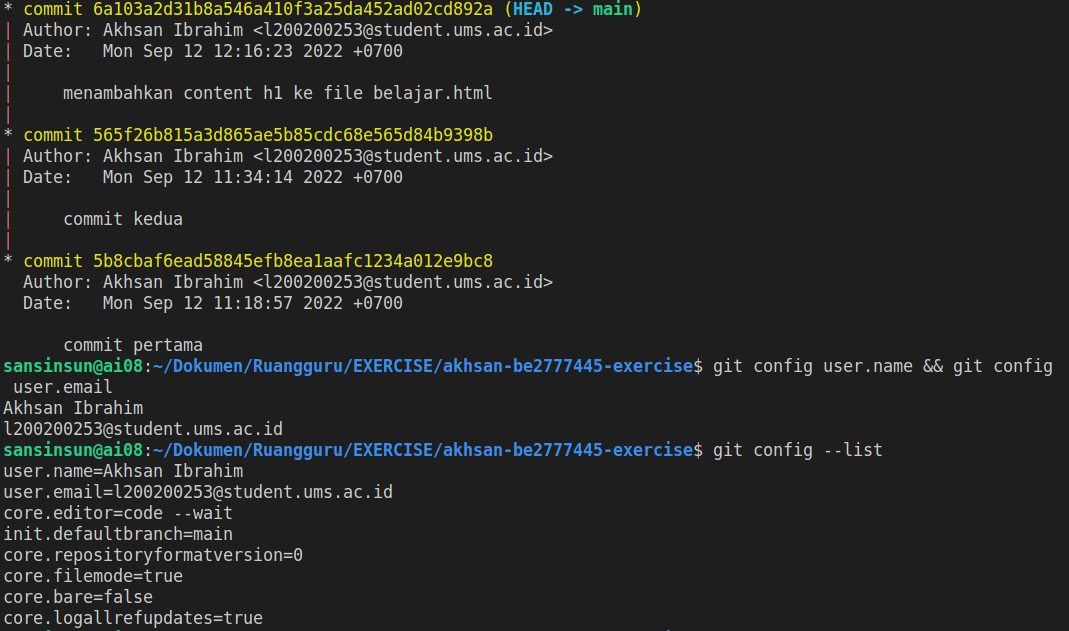 * commit 6a103a2d31b8a546a410f3a25da452ad02cd892a (HEAD -> main)
| Author: Akhsan Ibrahim <l200200253@student.ums.ac.id>
| Date:   Mon Sep 12 12:16:23 2022 +0700
|
|     menambahkan content h1 ke file belajar.html
|
* commit 565f26b815a3d865ae5b85cdc68e565d84b9398b
| Author: Akhsan Ibrahim <l200200253@student.ums.ac.id>
| Date:   Mon Sep 12 11:34:14 2022 +0700
|
|     commit kedua
|
* commit 5b8cbaf6ead58845efb8ea1aafc1234a012e9bc8
  Author: Akhsan Ibrahim <l200200253@student.ums.ac.id>
  Date:   Mon Sep 12 11:18:57 2022 +0700

      commit pertama
sansinsun@ai08:~/Dokumen/Ruangguru/EXERCISE/akhsan-be2777445-exercise$ git config user.name && git config
 user.email
Akhsan Ibrahim
l200200253@student.ums.ac.id
sansinsun@ai08:~/Dokumen/Ruangguru/EXERCISE/akhsan-be2777445-exercise$ git config --list
user.name=Akhsan Ibrahim
user.email=l200200253@student.ums.ac.id
core.editor=code --wait
init.defaultbranch=main
core.repositoryformatversion=0
core.filemode=true
core.bare=false
core.logallrefupdates=true